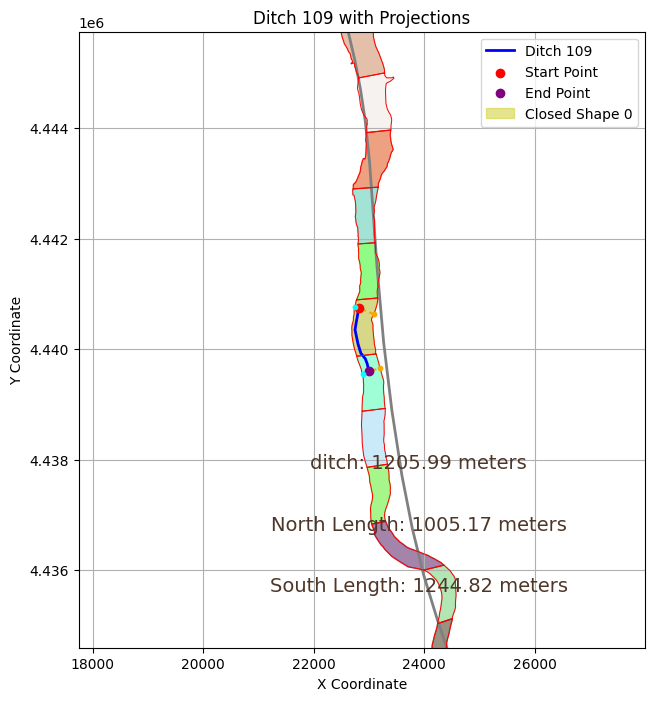 Ditch 109 with Projections
1e6
Ditch 109
Start Point
End Point
Closed Shape 0
4.444
4.442
4.440
4.438
4.436
Y Coordinate
ditch: 1205.99 meters
North Length: 1005.17 meters
South Length: 1244.82 meters
18000 20000 22000 24000 26000
X Coordinate